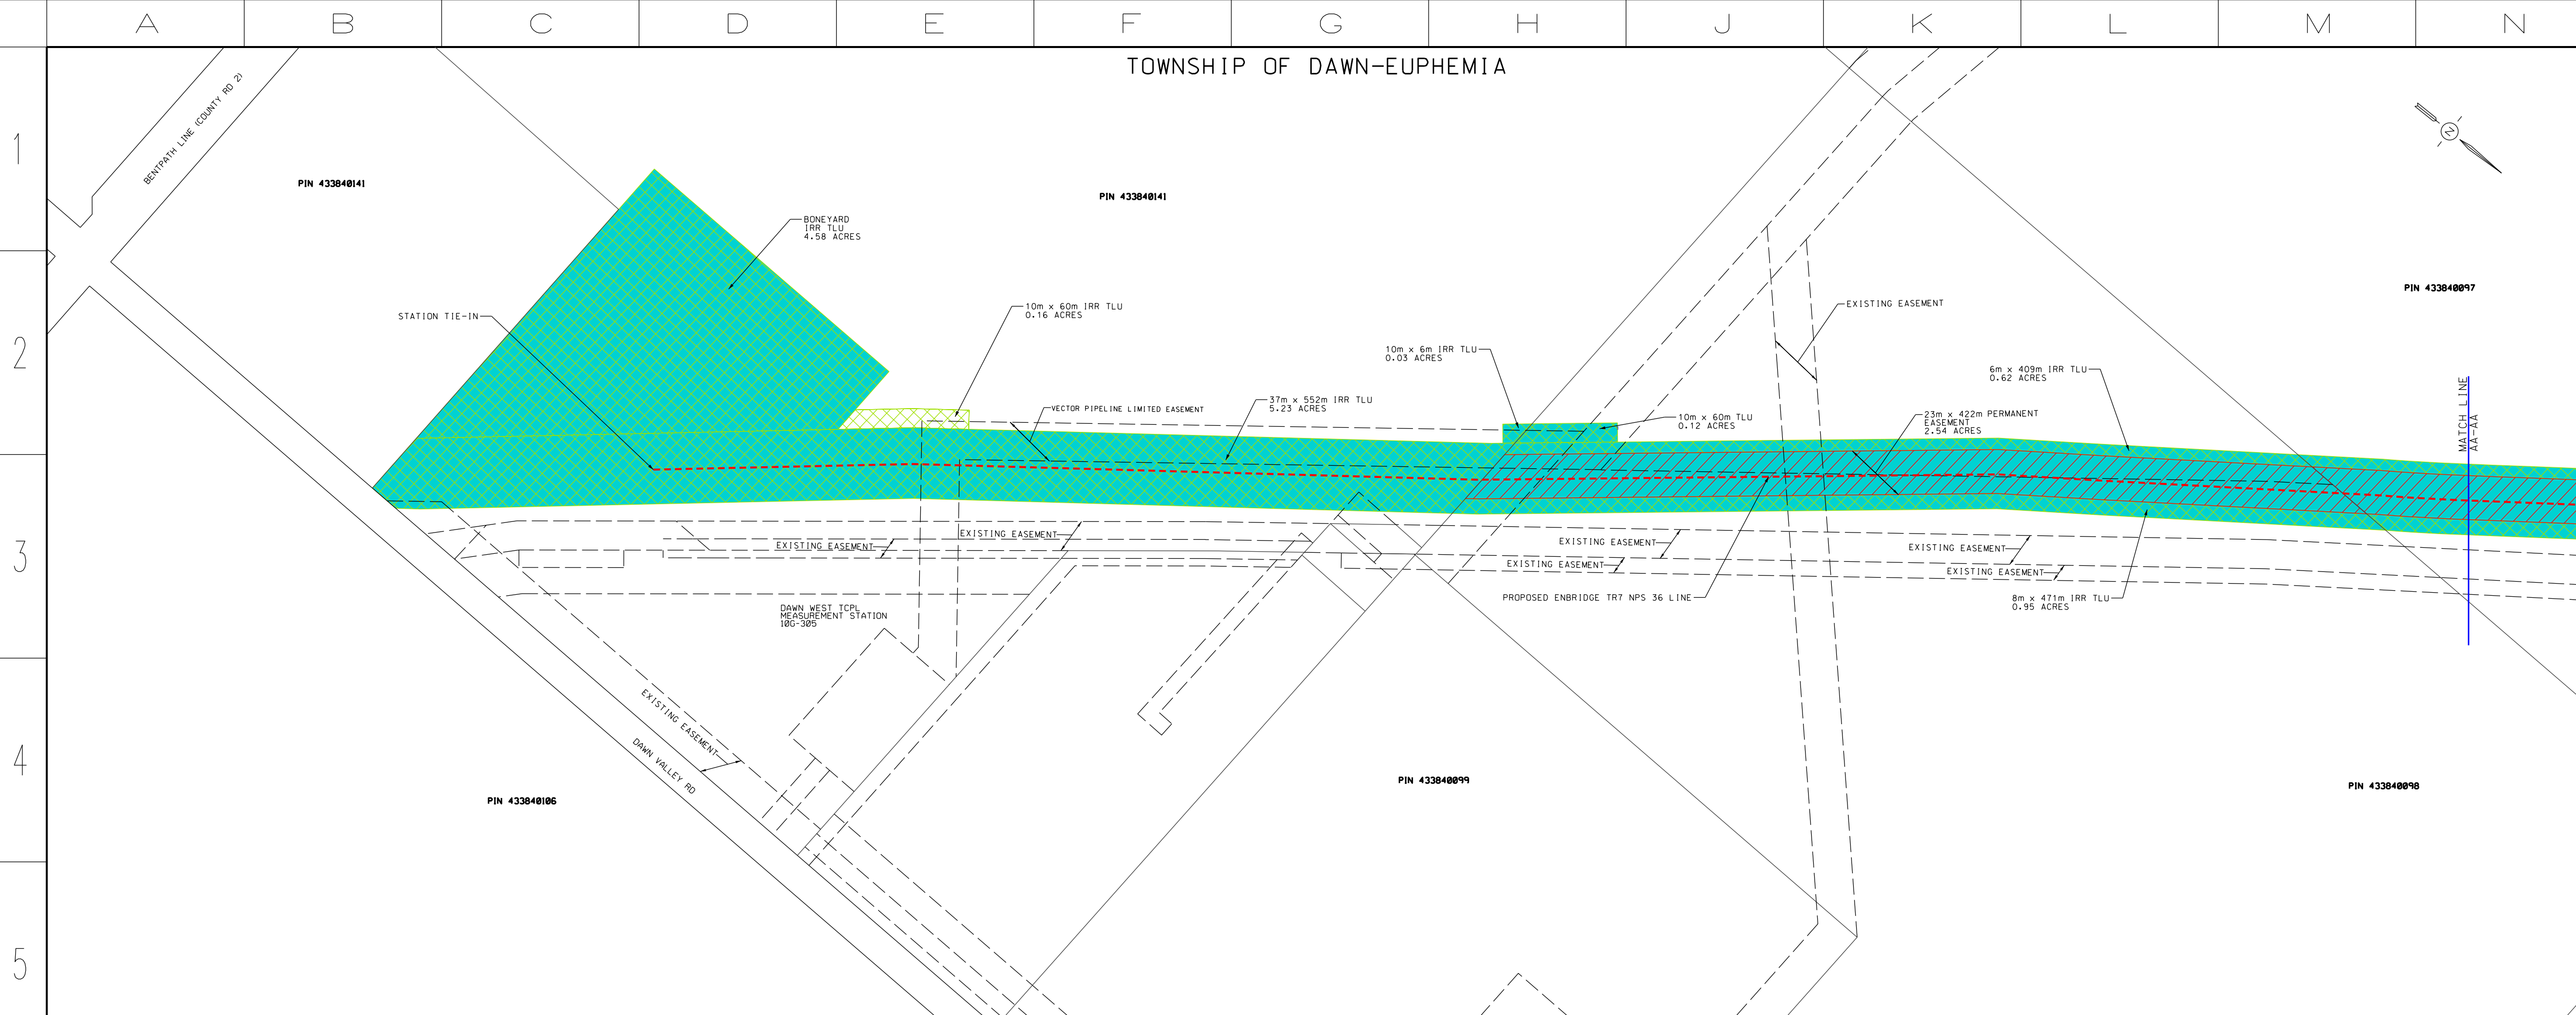 A B C D E F G H J K L M N
TOWNSHIP OF DAWN-EUPHEMIA
1
BENTPATH LINE (COUNTY RD 2)
N
PIN 433840141
PIN 433840141
BONEYARD
IRR TLU
4.58 ACRES
2
STATION TIE-IN
10m x 60m IRR TLU
0.16 ACRES
VECTOR PIPELINE LIMITED EASEMENT
37m x 552m IRR TLU
5.23 ACRES
10m x 6m IRR TLU
0.03 ACRES
10m x 60m TLU
0.12 ACRES
EXISTING EASEMENT
PIN 433840097
6m x 409m IRR TLU
0.62 ACRES
23m x 422m PERMANENT
EASEMENT
2.54 ACRES
MATCH LINE
AA-AA
3
EXISTING EASEMENT
EXISTING EASEMENT
EXISTING EASEMENT
EXISTING EASEMENT
EXISTING EASEMENT
EXISTING EASEMENT
PROPOSED ENBRIDGE TR7 NPS 36 LINE
8m x 471m IRR TLU
0.95 ACRES
DAWN WEST TCPL
MEASUREMENT STATION
10G-305
4
EXISTING EASEMENT
DAWN VALLEY RD
PIN 433840106
PIN 433840099
PIN 433840098
5